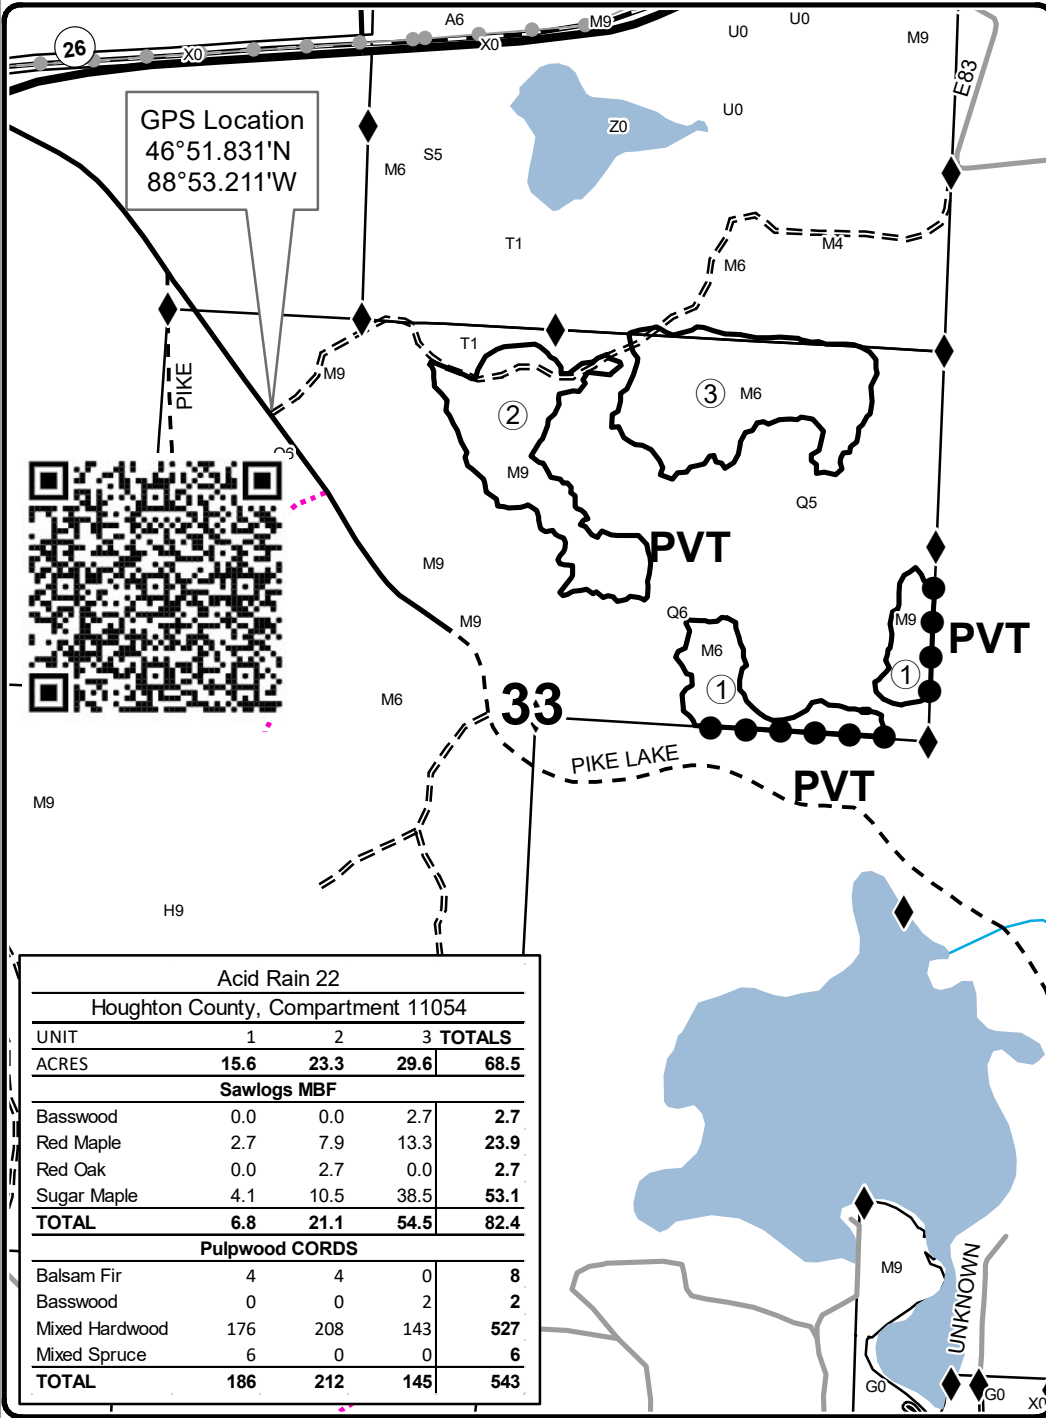 A6
M9
U0
U0
M9
26
X0
X0
E83
GPS Location
46°51.831'N
88°53.211'W
U0
Z0
S5
M6
T1
M4
M6
T1
M9
PIKE
3
M6
2
O6
M9
Q5
PVT
M9
Q6
M9
M9
PVT
M6
1
1
M6
33
PIKE LAKE
PVT
M9
H9
Acid Rain 22
Houghton County, Compartment 11054
UNIT 1 2 3 TOTALS
ACRES 15.6 23.3 29.6 68.5
Sawlogs MBF
Basswood 0.0 0.0 2.7 2.7
Red Maple 2.7 7.9 13.3 23.9
Red Oak 0.0 2.7 0.0 2.7
Sugar Maple 4.1 10.5 38.5 53.1
TOTAL 6.8 21.1 54.5 82.4
Pulpwood CORDS
Balsam Fir 4 4 0 8
Basswood 0 0 2 2
Mixed Hardwood 176 208 143 527
Mixed Spruce 6 0 0 6
TOTAL 186 212 145 543
M9
UNKNOWN
G0
G0
X0